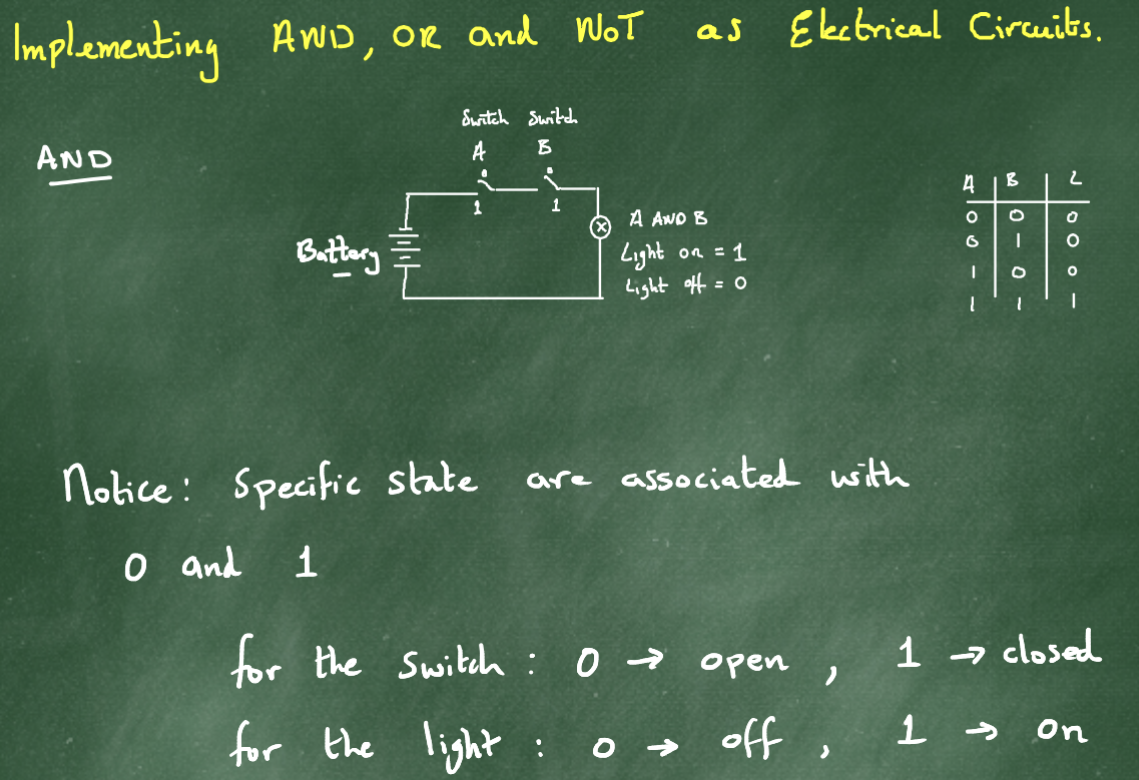 Implementing AND, OR and NOT as Electrical Circuits.
AND
Switch Switch
A B
1 1
Battery
A AND B
Light on = 1
Light off = 0
A B L
0 0 0
0 1 0
1 0 0
1 1 1
Notice: Specific state are associated with
0 and 1
for the switch : 0 → open , 1 → closed
for the light : 0 → off , 1 → on